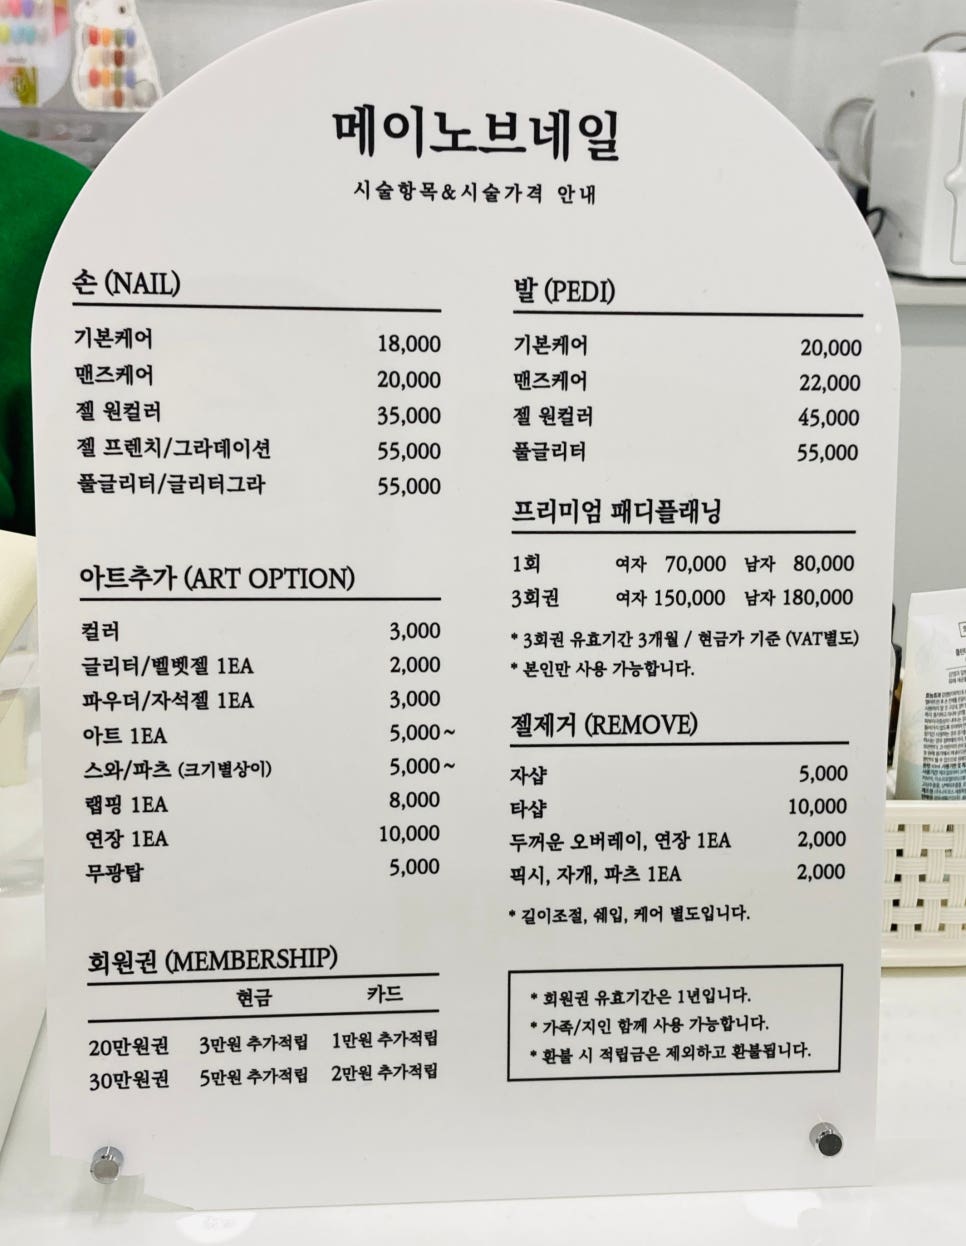 메이노브네일
시술항목&시술가격 안내
손 (NAIL)
기본케어 18,000
맨즈케어 20,000
젤 원컬러 35,000
젤 프렌치/그라데이션 55,000
풀글리터/글리터그라 55,000
아트추가 (ART OPTION)
컬러 3,000
글리터/벨벳젤 1EA 2,000
파우더/자석젤 1EA 3,000
아트 1EA 5,000~
스와/파츠 (크기별상이) 5,000~
랩핑 1EA 8,000
연장 1EA 10,000
무광탑 5,000
회원권 (MEMBERSHIP)
현금 카드
20만원권 3만원 추가적립 1만원 추가적립
30만원권 5만원 추가적립 2만원 추가적립
발 (PEDI)
기본케어 20,000
맨즈케어 22,000
젤 원컬러 45,000
풀글리터 55,000
프리미엄 패디플래닝
1회 여자 70,000 남자 80,000
3회권 여자 150,000 남자 180,000
* 3회권 유효기간 3개월 / 현금가 기준 (VAT별도)
* 본인만 사용 가능합니다.
젤제거 (REMOVE)
자샵 5,000
타샵 10,000
두꺼운 오버레이, 연장 1EA 2,000
픽시, 자개, 파츠 1EA 2,000
* 길이조절, 쉐입, 케어 별도입니다.
* 회원권 유효기간은 1년입니다.
* 가족/지인 함께 사용 가능합니다.
* 환불 시 적립금은 제외하고 환불됩니다.